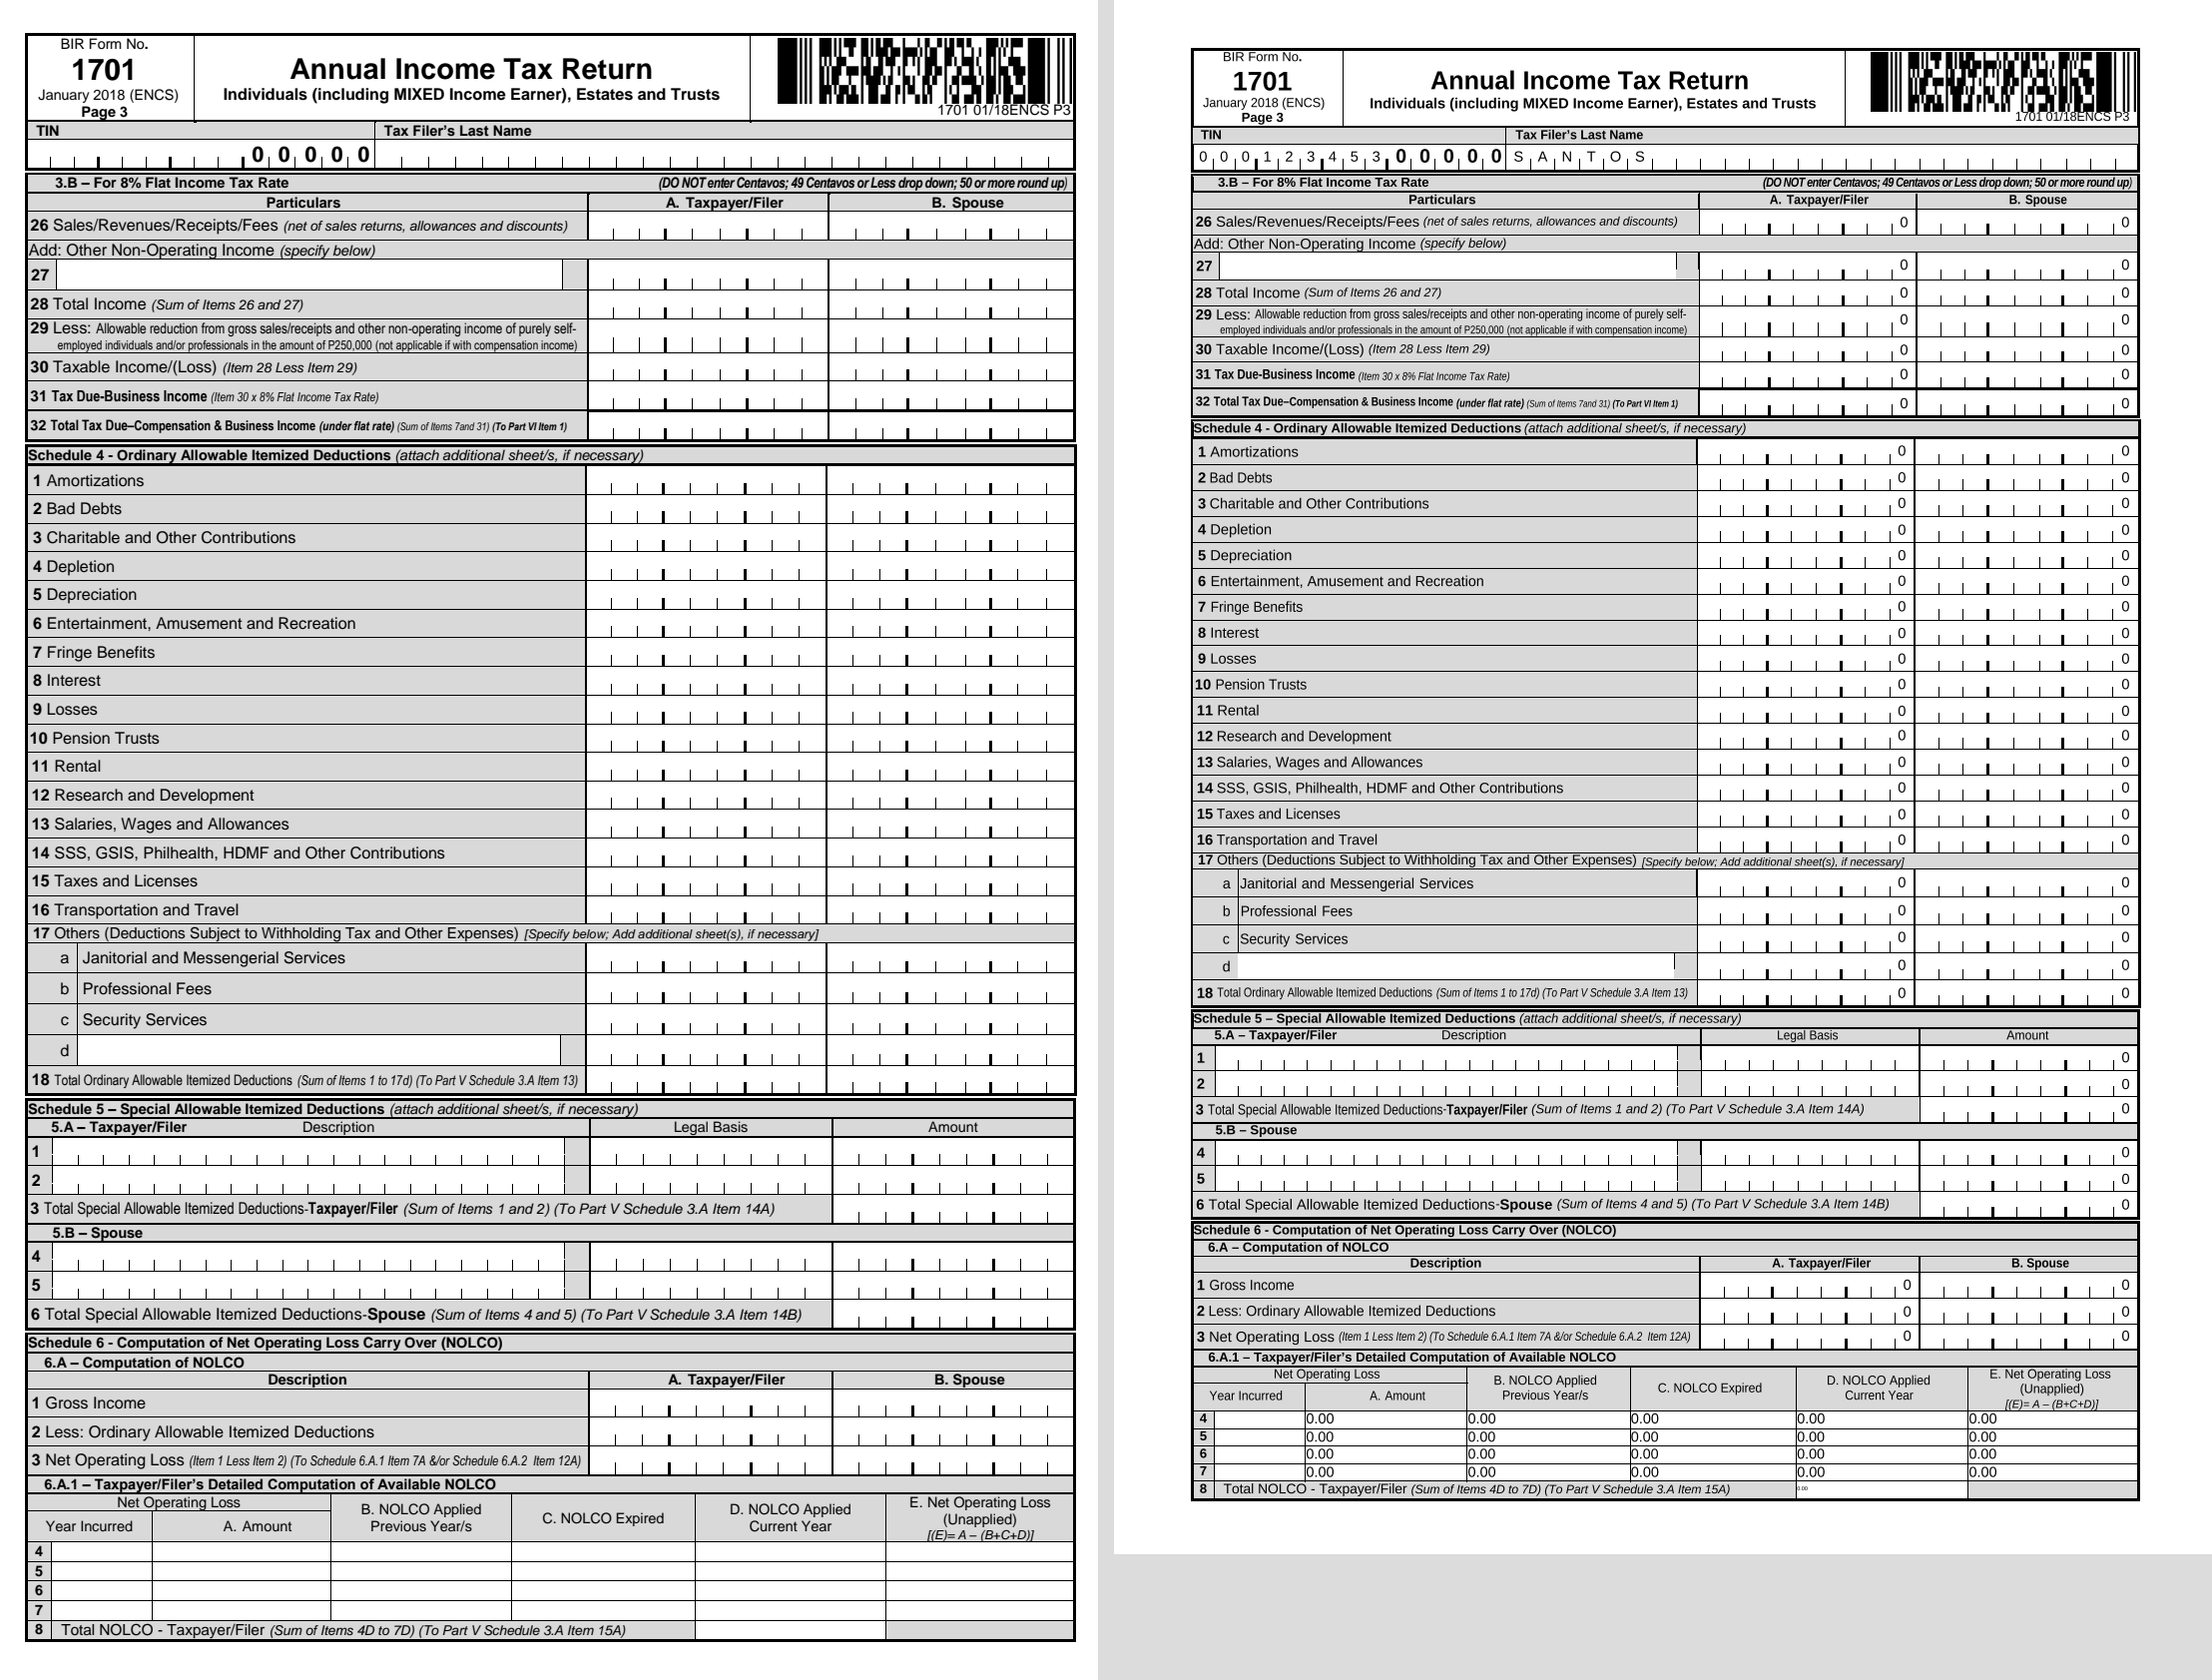 BIR Form No.
1701
January 2018 (ENCS)
Page 3
Annual Income Tax Return
Individuals (including MIXED Income Earner), Estates and Trusts
1701 01/18ENCS P3
TIN Tax Filer's Last Name
0 0 0 0 0
3.B – For 8% Flat Income Tax Rate (DO NOT enter Centavos; 49 Centavos or Less drop down; 50 or more round up)
Particulars A. Taxpayer/Filer B. Spouse
26 Sales/Revenues/Receipts/Fees (net of sales returns, allowances and discounts)
Add: Other Non-Operating Income (specify below)
27
28 Total Income (Sum of Items 26 and 27)
29 Less: Allowable reduction from gross sales/receipts and other non-operating income of purely self-
employed individuals and/or professionals in the amount of P250,000 (not applicable if with compensation income)
30 Taxable Income/(Loss) (Item 28 Less Item 29)
31 Tax Due-Business Income (Item 30 x 8% Flat Income Tax Rate)
32 Total Tax Due–Compensation & Business Income (under flat rate) (Sum of Items 7and 31) (To Part VI Item 1)
Schedule 4 - Ordinary Allowable Itemized Deductions (attach additional sheet/s, if necessary)
1 Amortizations
2 Bad Debts
3 Charitable and Other Contributions
4 Depletion
5 Depreciation
6 Entertainment, Amusement and Recreation
7 Fringe Benefits
8 Interest
9 Losses
10 Pension Trusts
11 Rental
12 Research and Development
13 Salaries, Wages and Allowances
14 SSS, GSIS, Philhealth, HDMF and Other Contributions
15 Taxes and Licenses
16 Transportation and Travel
17 Others (Deductions Subject to Withholding Tax and Other Expenses) [Specify below; Add additional sheet(s), if necessary]
a Janitorial and Messengerial Services
b Professional Fees
c Security Services
d
18 Total Ordinary Allowable Itemized Deductions (Sum of Items 1 to 17d) (To Part V Schedule 3.A Item 13)
Schedule 5 – Special Allowable Itemized Deductions (attach additional sheet/s, if necessary)
5.A – Taxpayer/Filer Description Legal Basis Amount
1
2
3 Total Special Allowable Itemized Deductions-Taxpayer/Filer (Sum of Items 1 and 2) (To Part V Schedule 3.A Item 14A)
5.B – Spouse
4
5
6 Total Special Allowable Itemized Deductions-Spouse (Sum of Items 4 and 5) (To Part V Schedule 3.A Item 14B)
Schedule 6 - Computation of Net Operating Loss Carry Over (NOLCO)
6.A – Computation of NOLCO
Description A. Taxpayer/Filer B. Spouse
1 Gross Income
2 Less: Ordinary Allowable Itemized Deductions
3 Net Operating Loss (Item 1 Less Item 2) (To Schedule 6.A.1 Item 7A &/or Schedule 6.A.2 Item 12A)
6.A.1 – Taxpayer/Filer's Detailed Computation of Available NOLCO
Net Operating Loss
Year Incurred A. Amount
B. NOLCO Applied
Previous Year/s
C. NOLCO Expired
D. NOLCO Applied
Current Year
E. Net Operating Loss
(Unapplied)
[(E)= A – (B+C+D)]
4
5
6
7
8 Total NOLCO - Taxpayer/Filer (Sum of Items 4D to 7D) (To Part V Schedule 3.A Item 15A)
BIR Form No.
1701
January 2018 (ENCS)
Page 3
Annual Income Tax Return
Individuals (including MIXED Income Earner), Estates and Trusts
1701 01/18ENCS P3
TIN Tax Filer's Last Name
0 0 0 1 2 3 4 5 3 0 0 0 0 0 S A N T O S
3.B – For 8% Flat Income Tax Rate (DO NOT enter Centavos; 49 Centavos or Less drop down; 50 or more round up)
Particulars A. Taxpayer/Filer B. Spouse
26 Sales/Revenues/Receipts/Fees (net of sales returns, allowances and discounts) 0 0
Add: Other Non-Operating Income (specify below)
27 0 0
28 Total Income (Sum of Items 26 and 27) 0 0
29 Less: Allowable reduction from gross sales/receipts and other non-operating income of purely self- 0 0
employed individuals and/or professionals in the amount of P250,000 (not applicable if with compensation income)
30 Taxable Income/(Loss) (Item 28 Less Item 29) 0 0
31 Tax Due-Business Income (Item 30 x 8% Flat Income Tax Rate) 0 0
32 Total Tax Due–Compensation & Business Income (under flat rate) (Sum of Items 7and 31) (To Part VI Item 1) 0 0
Schedule 4 - Ordinary Allowable Itemized Deductions (attach additional sheet/s, if necessary)
1 Amortizations 0 0
2 Bad Debts 0 0
3 Charitable and Other Contributions 0 0
4 Depletion 0 0
5 Depreciation 0 0
6 Entertainment, Amusement and Recreation 0 0
7 Fringe Benefits 0 0
8 Interest 0 0
9 Losses 0 0
10 Pension Trusts 0 0
11 Rental 0 0
12 Research and Development 0 0
13 Salaries, Wages and Allowances 0 0
14 SSS, GSIS, Philhealth, HDMF and Other Contributions 0 0
15 Taxes and Licenses 0 0
16 Transportation and Travel 0 0
17 Others (Deductions Subject to Withholding Tax and Other Expenses) [Specify below; Add additional sheet(s), if necessary]
a Janitorial and Messengerial Services 0 0
b Professional Fees 0 0
c Security Services 0 0
d 0 0
18 Total Ordinary Allowable Itemized Deductions (Sum of Items 1 to 17d) (To Part V Schedule 3.A Item 13) 0 0
Schedule 5 – Special Allowable Itemized Deductions (attach additional sheet/s, if necessary)
5.A – Taxpayer/Filer Description Legal Basis Amount
1 0
2 0
3 Total Special Allowable Itemized Deductions-Taxpayer/Filer (Sum of Items 1 and 2) (To Part V Schedule 3.A Item 14A) 0
5.B – Spouse
4 0
5 0
6 Total Special Allowable Itemized Deductions-Spouse (Sum of Items 4 and 5) (To Part V Schedule 3.A Item 14B) 0
Schedule 6 - Computation of Net Operating Loss Carry Over (NOLCO)
6.A – Computation of NOLCO
Description A. Taxpayer/Filer B. Spouse
1 Gross Income 0 0
2 Less: Ordinary Allowable Itemized Deductions 0 0
3 Net Operating Loss (Item 1 Less Item 2) (To Schedule 6.A.1 Item 7A &/or Schedule 6.A.2 Item 12A) 0 0
6.A.1 – Taxpayer/Filer's Detailed Computation of Available NOLCO
Net Operating Loss
Year Incurred A. Amount
B. NOLCO Applied
Previous Year/s
C. NOLCO Expired
D. NOLCO Applied
Current Year
E. Net Operating Loss
(Unapplied)
[(E)= A – (B+C+D)]
4 0.00 0.00 0.00 0.00 0.00
5 0.00 0.00 0.00 0.00 0.00
6 0.00 0.00 0.00 0.00 0.00
7 0.00 0.00 0.00 0.00 0.00
8 Total NOLCO - Taxpayer/Filer (Sum of Items 4D to 7D) (To Part V Schedule 3.A Item 15A) 0.00